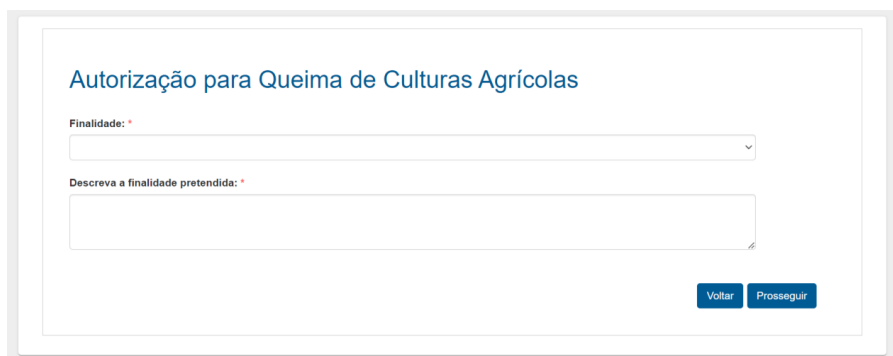 Autorização para Queima de Culturas Agrícolas
Finalidade: *
Descreva a finalidade pretendida: *
Voltar Prosseguir